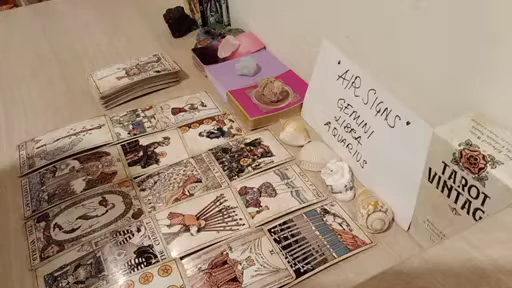 AIR SIGNS
GEMINI
LIBRA
AQUARIUS
TAROT
VINTAG